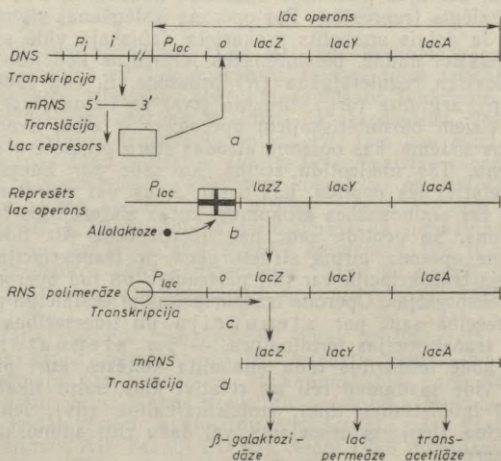 lac operons
Pi i Plac o lacZ lacY lacA
DNS
Transkripcija
mRNS 5' 3'
Translācija
Lac represors
a
Plac lazZ lacY lacA
Represēts
lac operons
Allolaktoze
b
Plac o lacZ lacY lacA
RNS polimerāze
Transkripcija
c
mRNS lacZ lacY lacA
Translācija
d
β-galaktozi-
dāze
lac
permeāze
trans-
acetilāze